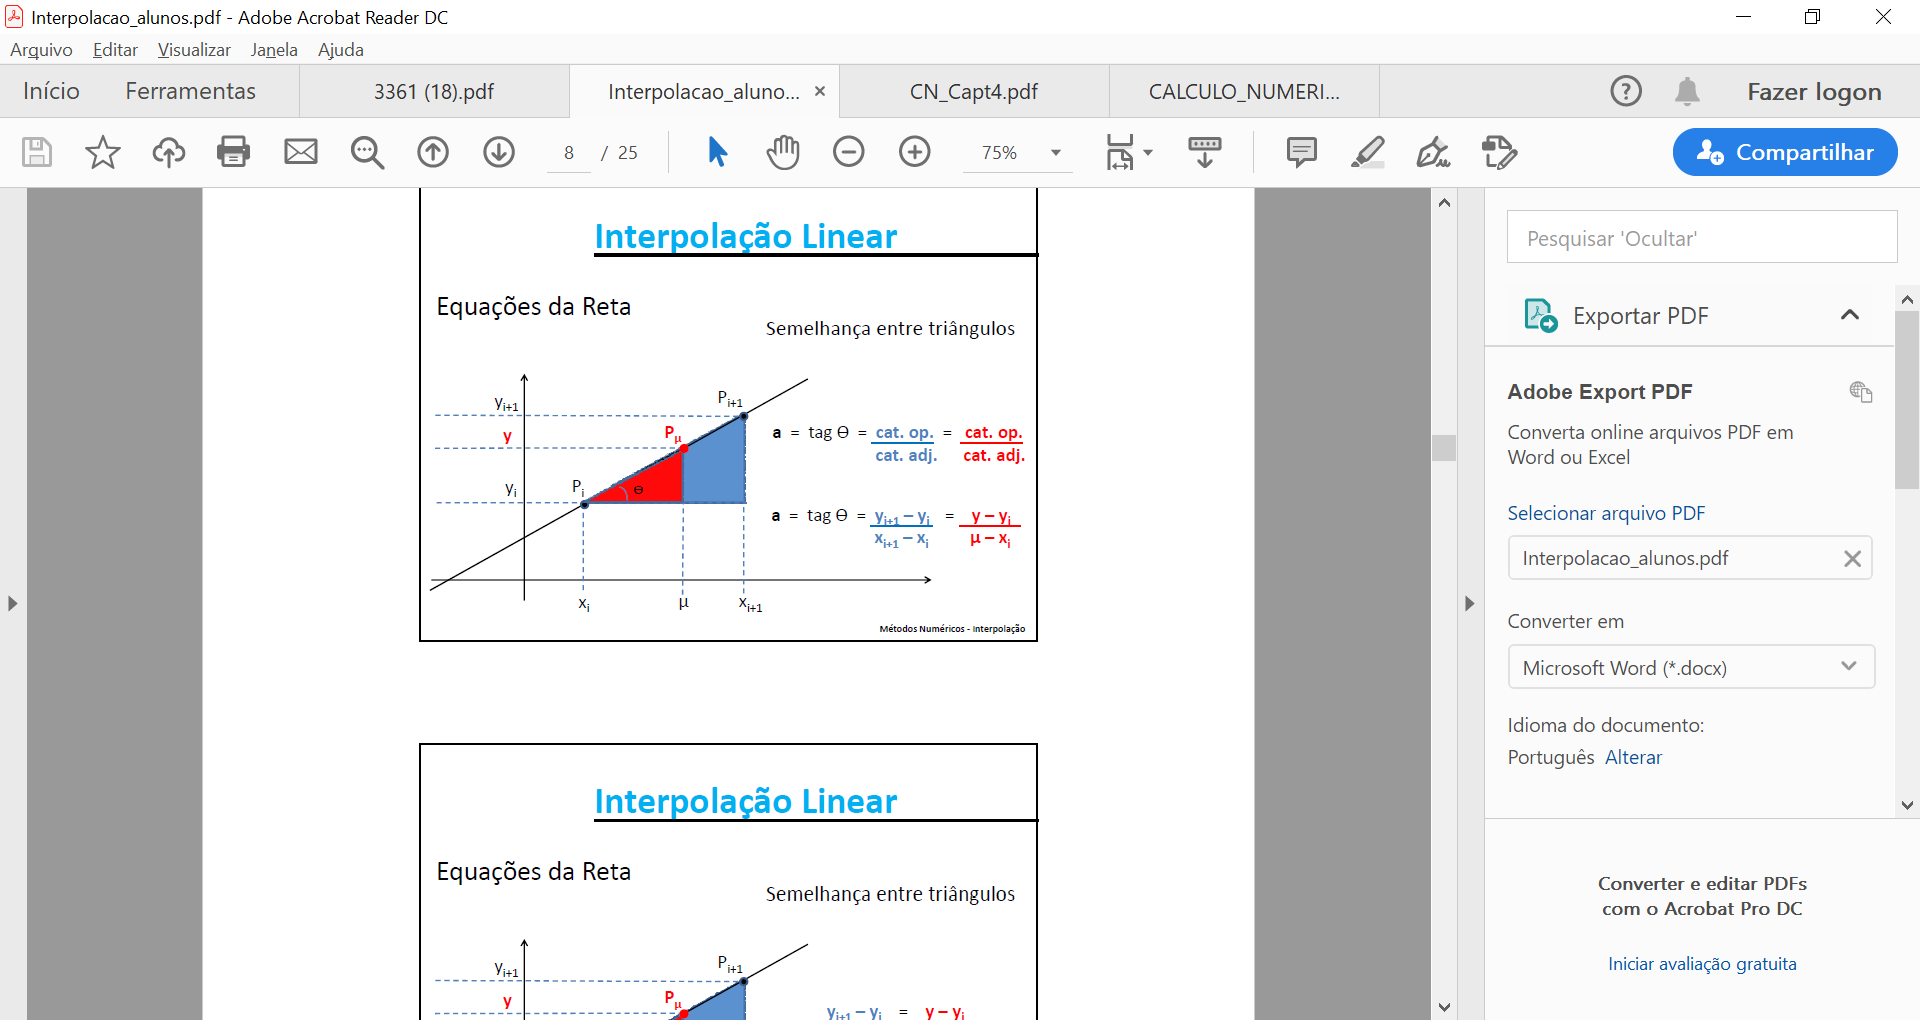 Interpolacao_alunos.pdf - Adobe Acrobat Reader DC
Arquivo Editar Visualizar Janela Ajuda
Início Ferramentas 3361 (18).pdf Interpolacao_aluno... × CN_Capt4.pdf CALCULO_NUMERI... Fazer logon
8 / 25 75% Compartilhar
Interpolação Linear
Equações da Reta
Semelhança entre triângulos
yi+1
y
yi
Pi+1
Pμ
Pi
Ɵ
xi μ xi+1
a = tag Ɵ = cat. op. = cat. op.
cat. adj. cat. adj.
a = tag Ɵ = yi+1 – yi = y – yi
xi+1 – xi μ – xi
Métodos Numéricos - Interpolação
Interpolação Linear
Equações da Reta
Semelhança entre triângulos
yi+1
y
Pi+1
Pμ
yi+1 – yi = y – yi
Pesquisar 'Ocultar'
Exportar PDF
Adobe Export PDF
Converta online arquivos PDF em
Word ou Excel
Selecionar arquivo PDF
Interpolacao_alunos.pdf
Converter em
Microsoft Word (*.docx)
Idioma do documento:
Português Alterar
Converter e editar PDFs
com o Acrobat Pro DC
Iniciar avaliação gratuita